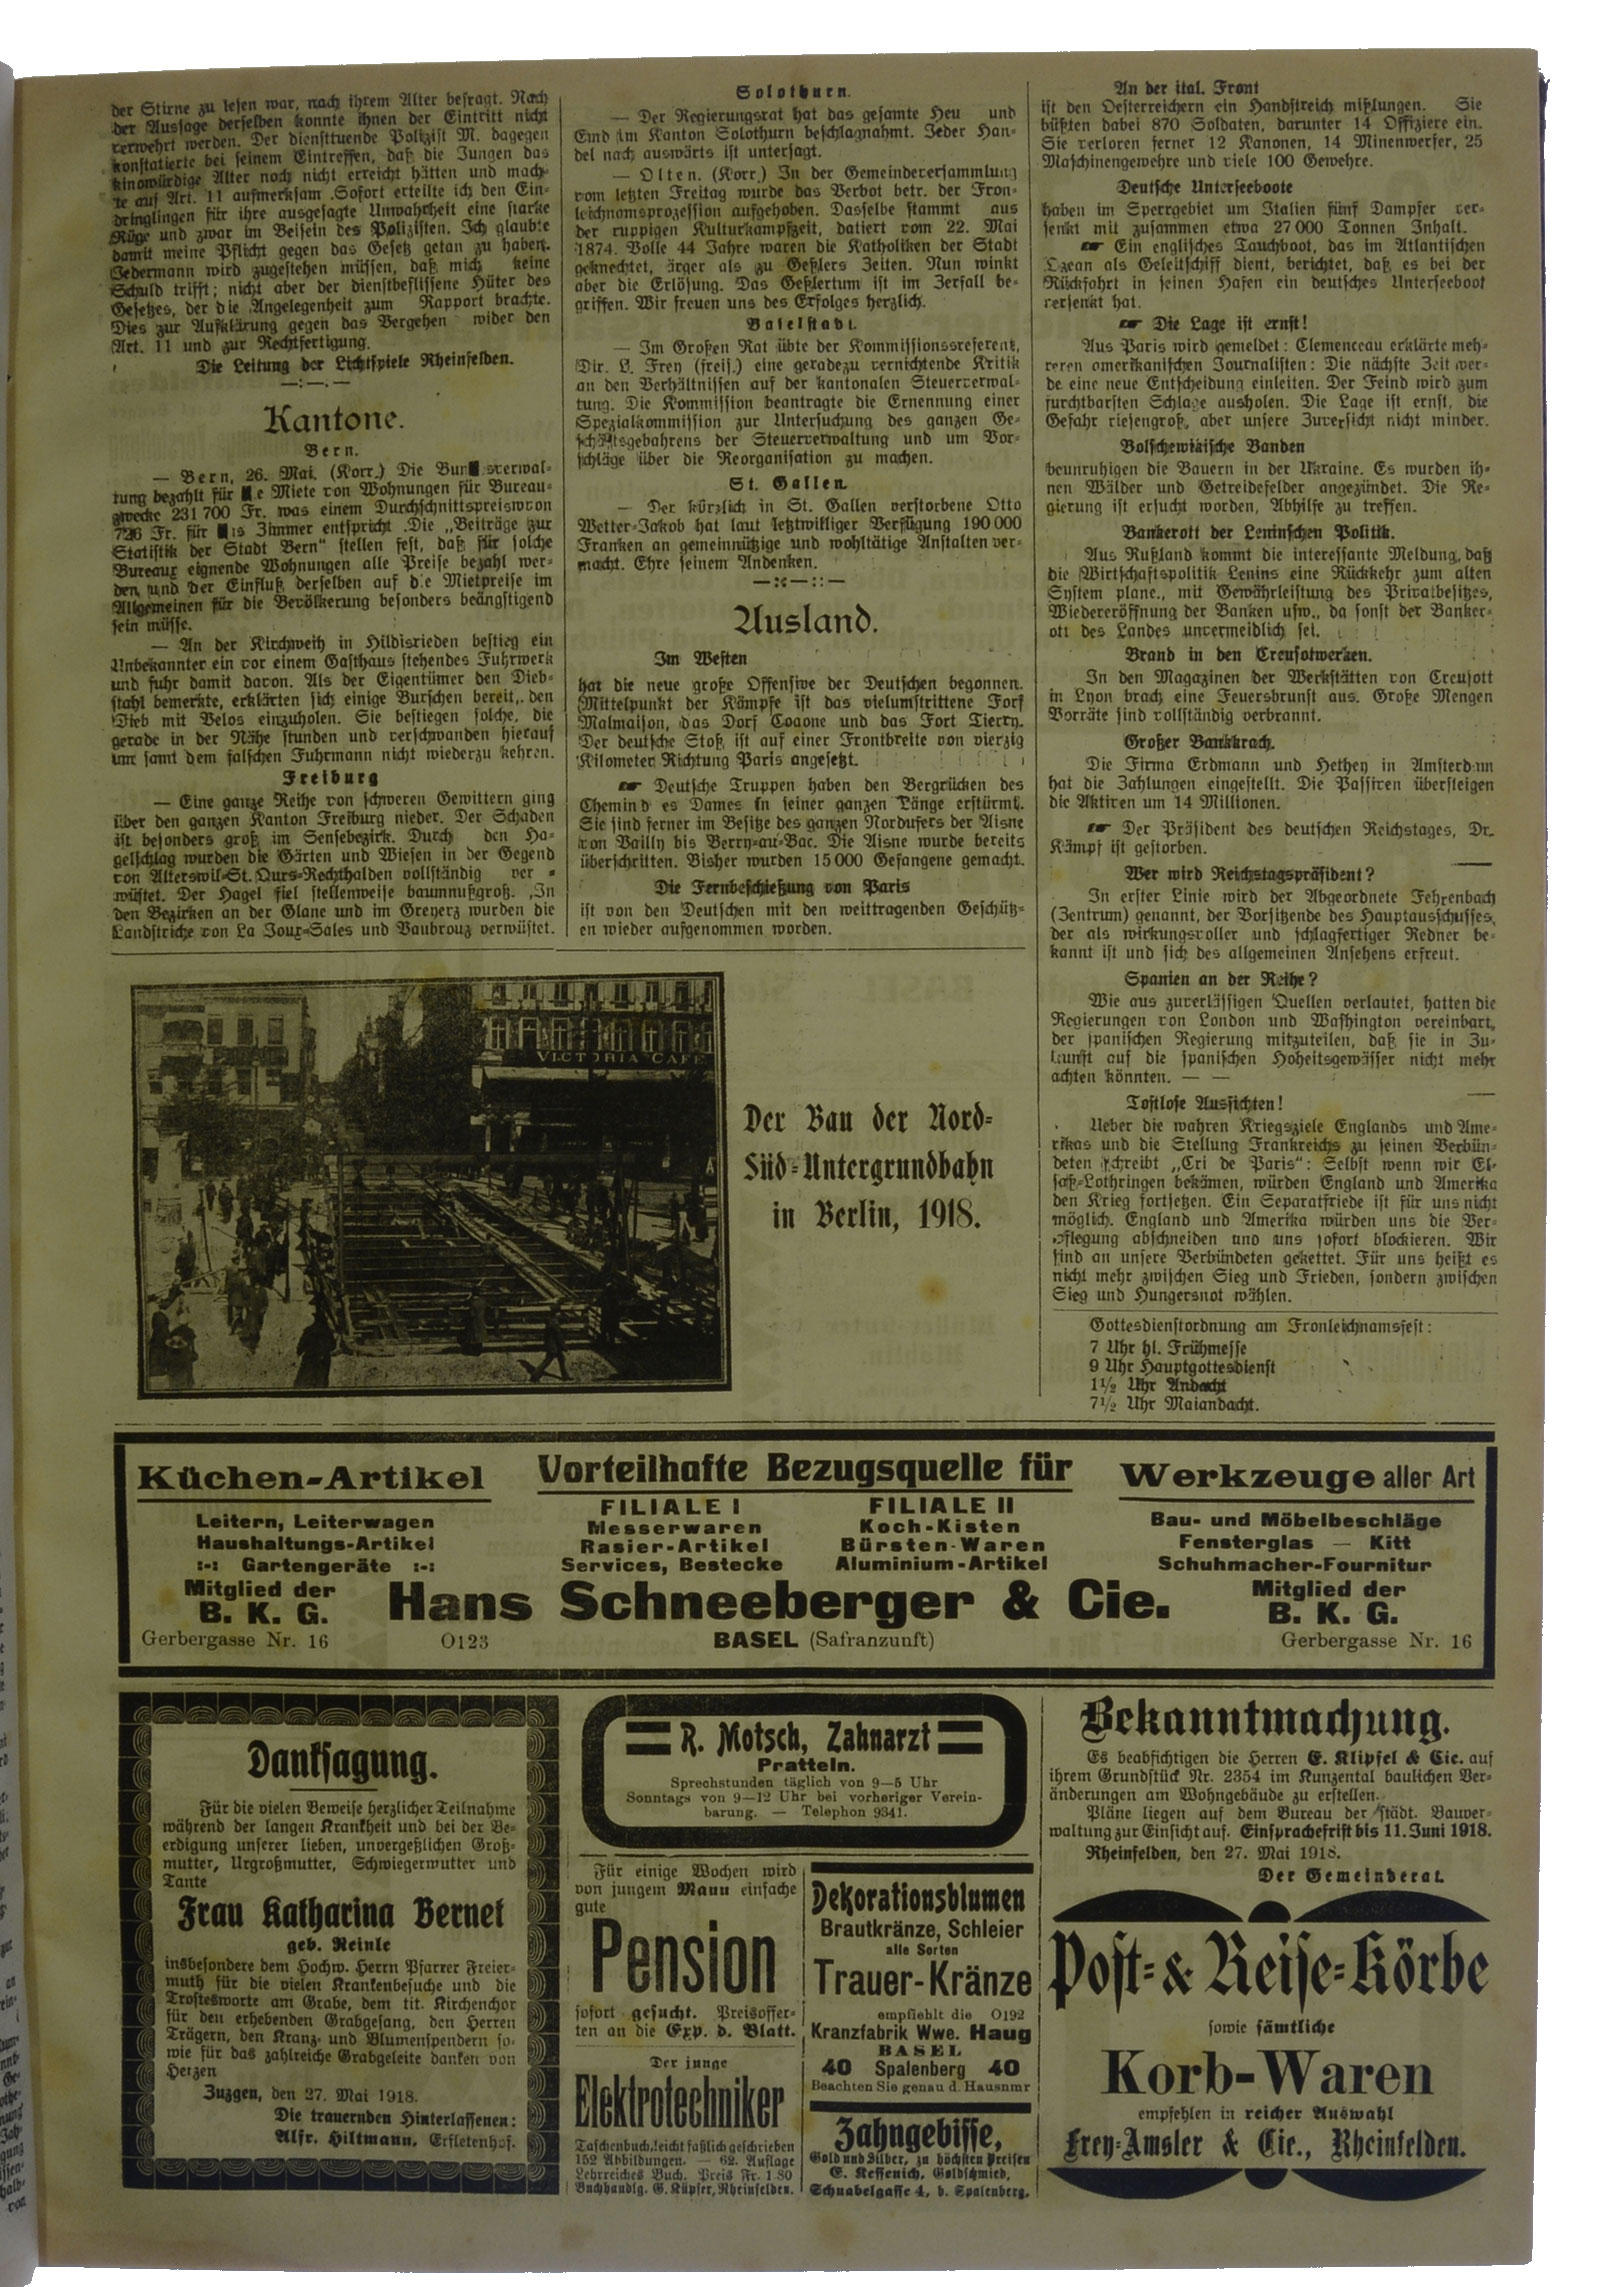 der Stirne zu lesen war, nach ihrem Alter befragt. Nach
der Aussage derselben konnte ihnen der Eintritt nicht
verwehrt werden. Der diensttuende Polizist M. dagegen
konstatierte bei seinem Eintreffen, daß die Jungen das
kinowürdige Alter noch nicht erreicht hätten und mach-
te auf Art. 11 aufmerksam. Sofort erteilte ich den Ein-
dringlingen für ihre ausgesagte Unwahrheit eine starke
Rüge und zwar im Beisein des Polizisten. Ich glaubte
damit meine Pflicht gegen das Gesetz getan zu haben.
Jedermann wird zugestehen müssen, daß mich keine
Schuld trifft; nicht aber der dienstbeflissene Hüter des
Gesetzes, der die Angelegenheit zum Rapport brachte.
Dies zur Aufklärung gegen das Vergehen wider den
Art. 11 und zur Rechtfertigung.
Die Leitung der Lichtspiele Rheinfelden.
—:—.—
Kantone.
Bern.
— Bern, 26. Mai. (Korr.) Die verwal-
tung bezahlt für Miete von Wohnungen für Bureau-
zwecke 231 700 Fr. was einem Durchschnittspreis von
726 Fr. für Zimmer entspricht. Die „Beiträge zur
Statistik der Stadt Bern“ stellen fest, daß für solche
Bureaux eignende Wohnungen alle Preise bezahl wer-
den und der Einfluß derselben auf die Mietpreise im
Allgemeinen für die Bevölkerung besonders beängstigend
sein müsse.
— An der Kirchweih in Hildisrieden bestieg ein
Unbekannter ein vor einem Gasthaus stehendes Fuhrwerk
und fuhr damit davon. Als der Eigentümer den Dieb-
stahl bemerkte, erklärten sich einige Burschen bereit, den
Dieb mit Velos einzuholen. Sie bestiegen solche, die
gerade in der Nähe stunden und verschwanden hierauf
um samt dem falschen Fuhrmann nicht wiederzu kehren.
Freiburg
— Eine ganze Reihe von schweren Gewittern ging
über den ganzen Kanton Freiburg nieder. Der Schaden
ist besonders groß im Sensebezirk. Durch den Ha-
gelschlag wurden die Gärten und Wiesen in der Gegend
von Alterswil-St. Ours-Rechthalden vollständig ver-
wüstet. Der Hagel fiel stellenweise baumnußgroß. In
den Bezirken an der Glane und im Greyerz wurden die
Landstriche von La Joux-Sales und Vaubrouz verwüstet.
Solothurn.
— Der Regierungsrat hat das gesamte Heu und
Emd im Kanton Solothurn beschlagnahmt. Jeder Han-
del nach auswärts ist untersagt.
— Olten. (Korr.) In der Gemeindeversammlung
vom letzten Freitag wurde das Verbot betr. der Fron-
leichnamsprozession aufgehoben. Dasselbe stammt aus
der ruppigen Kulturkampfzeit, datiert vom 22. Mai
1874. Volle 44 Jahre waren die Katholiken der Stadt
geknechtet, ärger als zu Geßlers Zeiten. Nun winkt
aber die Erlösung. Das Geßlertum ist im Zerfall be-
griffen. Wir freuen uns des Erfolges herzlich.
Baselstadt.
— Im Großen Rat übte der Kommissionsreferent,
Dir. L. Frey (freis.) eine geradezu vernichtende Kritik
an den Verhältnissen auf der kantonalen Steuerverwal-
tung. Die Kommission beantragte die Ernennung einer
Spezialkommission zur Untersuchung des ganzen Ge-
schäftsgebahrens der Steuerverwaltung und um Vor-
schläge über die Reorganisation zu machen.
St. Gallen.
— Der kürzlich in St. Gallen verstorbene Otto
Wetter-Jakob hat laut letztwilliger Verfügung 190 000
Franken an gemeinnützige und wohltätige Anstalten ver-
macht. Ehre seinem Andenken.
—:«—::—
Ausland.
Im Westen
hat die neue große Offensive der Deutschen begonnen.
Mittelpunkt der Kämpfe ist das vielumstrittene Forf
Malmaison, das Dorf Coaone und das Fort Tierry.
Der deutsche Stoß ist auf einer Frontbreite von vierzig
Kilometer Richtung Paris angesetzt.
☛ Deutsche Truppen haben den Bergrücken des
Chemind es Dames in seiner ganzen Länge erstürmt.
Sie sind ferner im Besitze des ganzen Nordufers der Aisne
von Vailly bis Berry-au-Bac. Die Aisne wurde bereits
überschritten. Bisher wurden 15 000 Gefangene gemacht.
Die Fernbeschießung von Paris
ist von den Deutschen mit den weittragenden Geschütz-
en wieder aufgenommen worden.
An der ital. Front
ist den Oesterreichern ein Handstreich mißlungen. Sie
büßten dabei 870 Soldaten, darunter 14 Offiziere ein.
Sie verloren ferner 12 Kanonen, 14 Minenwerfer, 25
Maschinengewehre und viele 100 Gewehre.
Deutsche Unterseeboote
haben im Sperrgebiet um Italien fünf Dampfer ver-
senkt mit zusammen etwa 27 000 Tonnen Inhalt.
☛ Ein englisches Tauchboot, das im Atlantischen
Ozean als Geleitschiff dient, berichtet, daß es bei der
Rückfahrt in seinen Hafen ein deutsches Unterseeboot
versenkt hat.
☛ Die Lage ist ernst!
Aus Paris wird gemeldet: Clemenceau erklärte meh-
reren amerikanischen Journalisten: Die nächste Zeit wer-
de eine neue Entscheidung einleiten. Der Feind wird zum
furchtbarsten Schlage ausholen. Die Lage ist ernst, die
Gefahr riesengroß, aber unsere Zuversicht nicht minder.
Bolschewikische Banden
beunruhigen die Bauern in der Ukraine. Es wurden ih-
nen Wälder und Getreidefelder angezündet. Die Re-
gierung ist ersucht worden, Abhilfe zu treffen.
Bankerott der Leninschen Politik.
Aus Rußland kommt die interessante Meldung, daß
die Wirtschaftspolitik Lenins eine Rückkehr zum alten
System plane, mit Gewährleistung des Privatbesitzes,
Wiedereröffnung der Banken usw., da sonst der Banker-
ott des Landes unvermeidlich sei.
Brand in den Creusotwerken.
In den Magazinen der Werkstätten von Creusott
in Lyon brach eine Feuersbrunst aus. Große Mengen
Vorräte sind vollständig verbrannt.
Großer Bankkrach.
Die Firma Erdmann und Hethey in Amsterdam
hat die Zahlungen eingestellt. Die Passiven übersteigen
die Aktiven um 14 Millionen.
☛ Der Präsident des deutschen Reichstages, Dr.
Kämpf ist gestorben.
Wer wird Reichstagspräsident?
In erster Linie wird der Abgeordnete Fehrenbach
(Zentrum) genannt, der Vorsitzende des Hauptausschusses,
der als wirkungsvoller und schlagfertiger Redner be-
kannt ist und sich des allgemeinen Ansehens erfreut.
Spanien an der Reihe?
Wie aus zuverlässigen Quellen verlautet, hatten die
Regierungen von London und Washington vereinbart,
der spanischen Regierung mitzuteilen, daß sie in Zu-
kunft auf die spanischen Hoheitsgewässer nicht mehr
achten könnten. — —
Tostlose Aussichten!
Ueber die wahren Kriegsziele Englands und Ame-
rikas und die Stellung Frankreichs zu seinen Verbün-
deten schreibt „Cri de Paris“: Selbst wenn wir El-
saß-Lothringen bekämen, würden England und Amerika
den Krieg fortsetzen. Ein Separatfriede ist für uns nicht
möglich. England und Amerika würden uns die Ver-
pflegung abschneiden und uns sofort blockieren. Wir
sind an unsere Verbündeten gekettet. Für uns heißt es
nicht mehr zwischen Sieg und Frieden, sondern zwischen
Sieg und Hungersnot wählen.
Gottesdienstordnung am Fronleichnamsfest:
7 Uhr hl. Frühmesse
9 Uhr Hauptgottesdienst
1½ Uhr Andacht
7½ Uhr Maiandacht.
VICTORIA CAFE
Der Bau der Nord-
Süd-Untergrundbahn
in Berlin, 1918.
Küchen-Artikel
Leitern, Leiterwagen
Haushaltungs-Artikel
:-: Gartengeräte :-:
Mitglied der
B. K. G.
Gerbergasse Nr. 16
Vorteilhafte Bezugsquelle für
FILIALE I
Messerwaren
Rasier-Artikel
Services, Bestecke
FILIALE II
Koch-Kisten
Bürsten-Waren
Aluminium-Artikel
Hans Schneeberger & Cie.
O123
BASEL (Safranzunft)
Werkzeuge aller Art
Bau- und Möbelbeschläge
Fensterglas — Kitt
Schuhmacher-Fournitur
Mitglied der
B. K. G.
Gerbergasse Nr. 16
Danksagung.
Für die vielen Beweise herzlicher Teilnahme
während der langen Krankheit und bei der Be-
erdigung unserer lieben, unvergeßlichen Groß-
mutter, Urgroßmutter, Schwiegermutter und
Tante
Frau Katharina Bernet
geb. Reinle
insbesondere dem Hochw. Herrn Pfarrer Freier-
muth für die vielen Krankenbesuche und die
Trostesworte am Grabe, dem tit. Kirchenchor
für den erhebenden Grabgesang, den Herren
Trägern, den Kranz- und Blumenspendern so-
wie für das zahlreiche Grabgeleite danken von
Herzen
Zuzgen, den 27. Mai 1918.
Die trauernden Hinterlassenen:
Alfr. Hiltmann, Erfletenhof.
R. Motsch, Zahnarzt
Pratteln.
Sprechstunden täglich von 9—5 Uhr
Sonntags von 9—12 Uhr bei vorheriger Verein-
barung. — Telephon 9341.
Für einige Wochen wird
von jungem Mann einfache
gute
Pension
sofort gesucht. Preisoffer-
ten an die Exp. d. Blatt.
Der junge
Elektrotechniker
Taschenbuch, leicht faßlich geschrieben
152 Abbildungen. — 62. Auflage
Lehrreiches Buch. Preis Fr. 1.80
Buchhandlg. G. Küpfer, Rheinfelden.
Dekorationsblumen
Brautkränze, Schleier
alle Sorten
Trauer-Kränze
empfiehlt die O192
Kranzfabrik Wwe. Haug
BASEL
40 Spalenberg 40
Beachten Sie genau d. Hausnmr
Zahngebisse,
Gold und Silber, zu höchsten Preisen
E. Keffenich, Goldschmied,
Schnabelgasse 4, b. Spalenberg.
Bekanntmachung.
Es beabsichtigen die Herren E. Klipfel & Cie. auf
ihrem Grundstück Nr. 2354 im Kunzental baulichen Ver-
änderungen am Wohngebäude zu erstellen.
Pläne liegen auf dem Bureau der städt. Bauver-
waltung zur Einsicht auf. Einsprachefrist bis 11. Juni 1918.
Rheinfelden, den 27. Mai 1918.
Der Gemeinderat.
Post- & Reise-Körbe
sowie sämtliche
Korb-Waren
empfehlen in reicher Auswahl
Frey-Amsler & Cie., Rheinfelden.